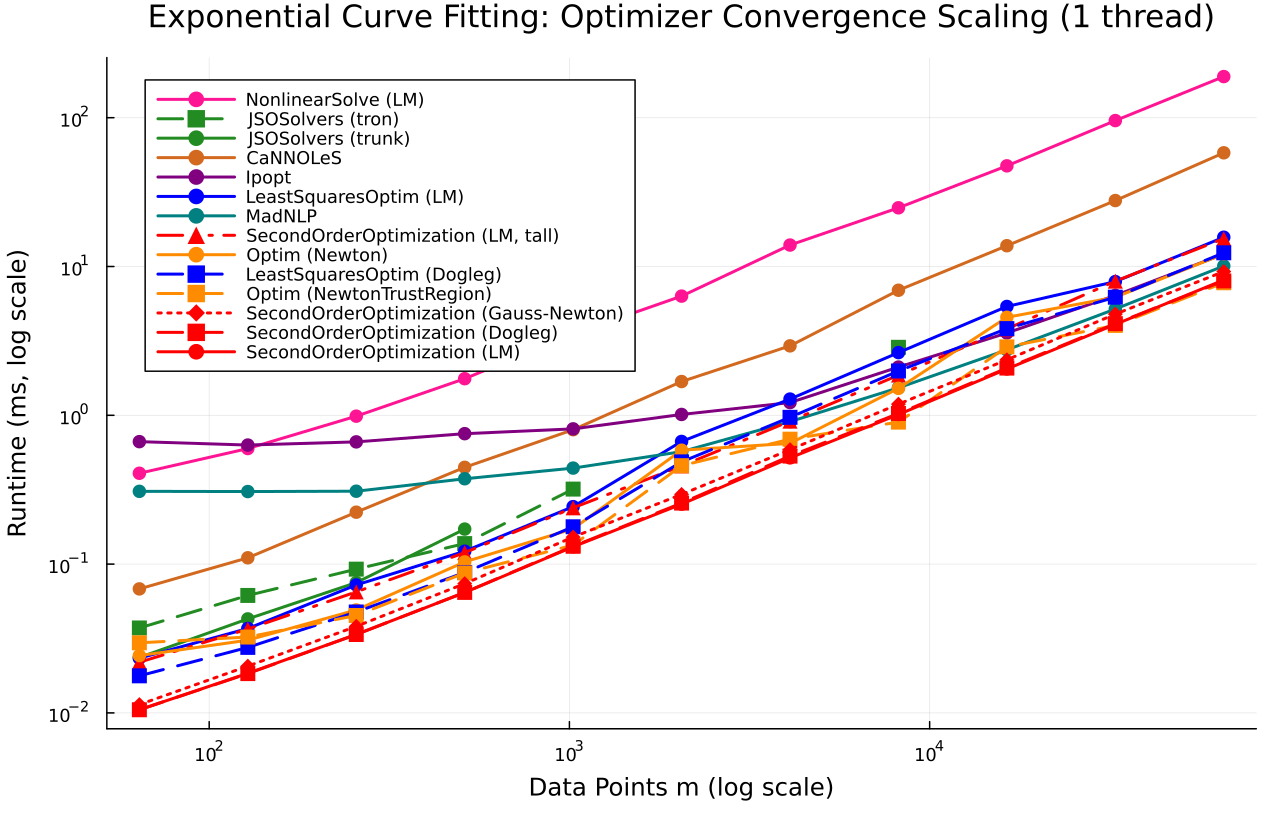 Exponential Curve Fitting: Optimizer Convergence Scaling (1 thread)
NonlinearSolve (LM)
JSOSolvers (tron)
JSOSolvers (trunk)
CaNNOLeS
Ipopt
LeastSquaresOptim (LM)
MadNLP
SecondOrderOptimization (LM, tall)
Optim (Newton)
LeastSquaresOptim (Dogleg)
Optim (NewtonTrustRegion)
SecondOrderOptimization (Gauss-Newton)
SecondOrderOptimization (Dogleg)
SecondOrderOptimization (LM)
Runtime (ms, log scale)
10²
10¹
10⁰
10⁻¹
10⁻²
10² 10³ 10⁴
Data Points m (log scale)